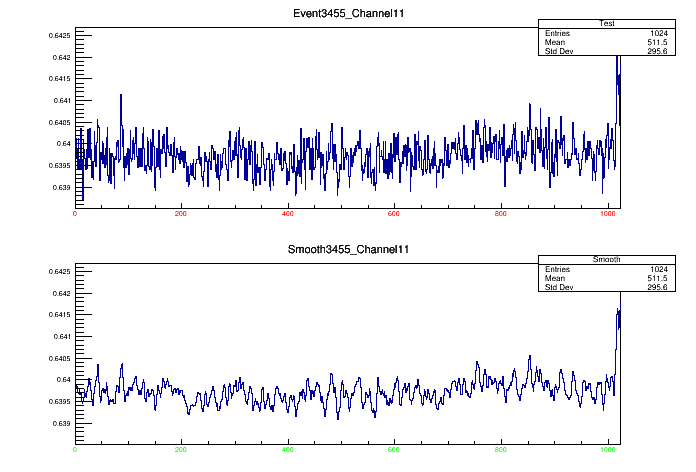 Event3455_Channel11
Test
Entries 1024
Mean 511.5
Std Dev 295.6
0.6425
0.642
0.6415
0.641
0.6405
0.64
0.6395
0.639
0 200 400 600 800 1000
Smooth3455_Channel11
Smooth
Entries 1024
Mean 511.5
Std Dev 295.6
0.6425
0.642
0.6415
0.641
0.6405
0.64
0.6395
0.639
0 200 400 600 800 1000